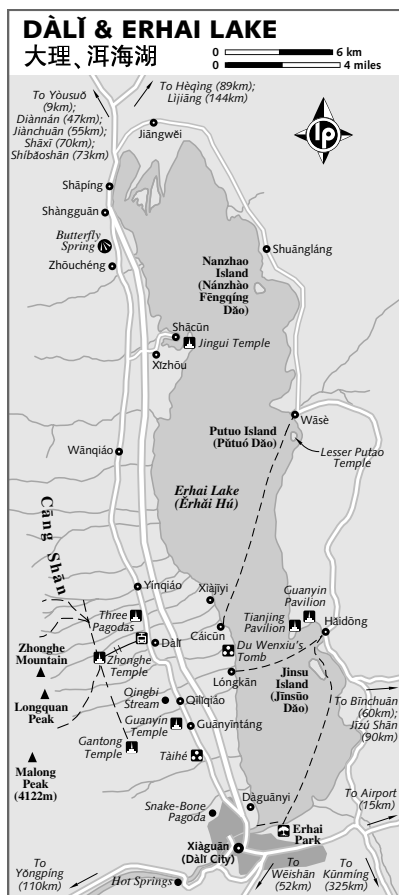 DÀLǏ & ERHAI LAKE
大理、洱海湖
0 6 km
0 4 miles
To Yòusuǒ
(9km);
Diànnán (47km);
Jiànchuān (55km);
Shāxī (70km);
Shíbǎoshān (73km)
To Hèqìng (89km);
Lìjiāng (144km)
Jiāngwěi
lp
Shāpíng
Shàngguān
Butterfly
Spring
Zhōuchéng
Shuāngláng
Nanzhao
Island
(Nánzhào
Fēngqíng
Dǎo)
Shācūn
Jingui Temple
Xǐzhōu
Wāsè
Putuo Island
(Pǔtuó Dǎo)
Lesser Putao
Temple
Wānqiáo
Erhai Lake
(Ěrhǎi Hú)
Cāng Shān
Yínqiáo
Xiàjīyì
Three
Pagodas
Guanyin
Pavilion
Tianjing
Pavilion
Hǎidōng
Dàlǐ
Cáicūn
Du Wenxiu's
Tomb
Zhonghe
Mountain
Zhonghe
Temple
Lóngkān
Longquan
Peak
Qingbi
Stream
Qīlǐqiáo
Jinsu
Island
(Jīnsūo
Dǎo)
To Bīnchuān
(60km);
Jīzú Shān
(90km)
Guanyin
Temple
Guānyīntáng
Gantong
Temple
Tàihé
Malong
Peak
(4122m)
Snake-Bone
Pagoda
Dàguānyì
To Airport
(15km)
Erhai
Park
Xiàguān
(Dàlǐ City)
To
Yǒngpíng
(110km)
Hot Springs
To
Wēishān
(52km)
To
Kūnmíng
(325km)